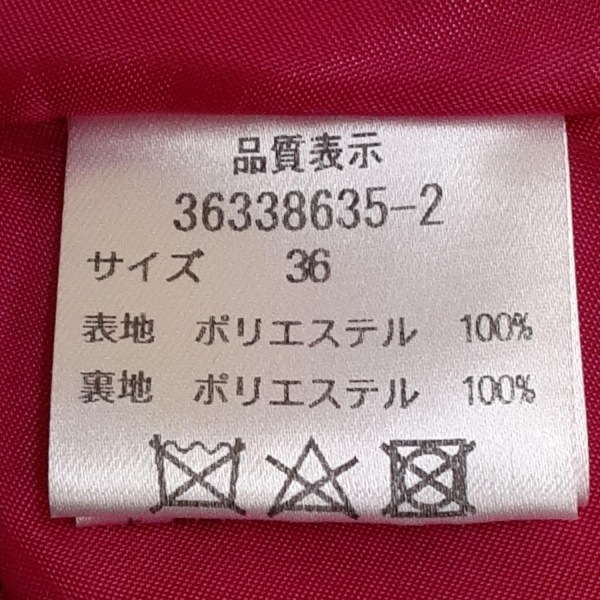 品質表示
36338635-2
サイズ 36
表地 ポリエステル 100%
裏地 ポリエステル 100%